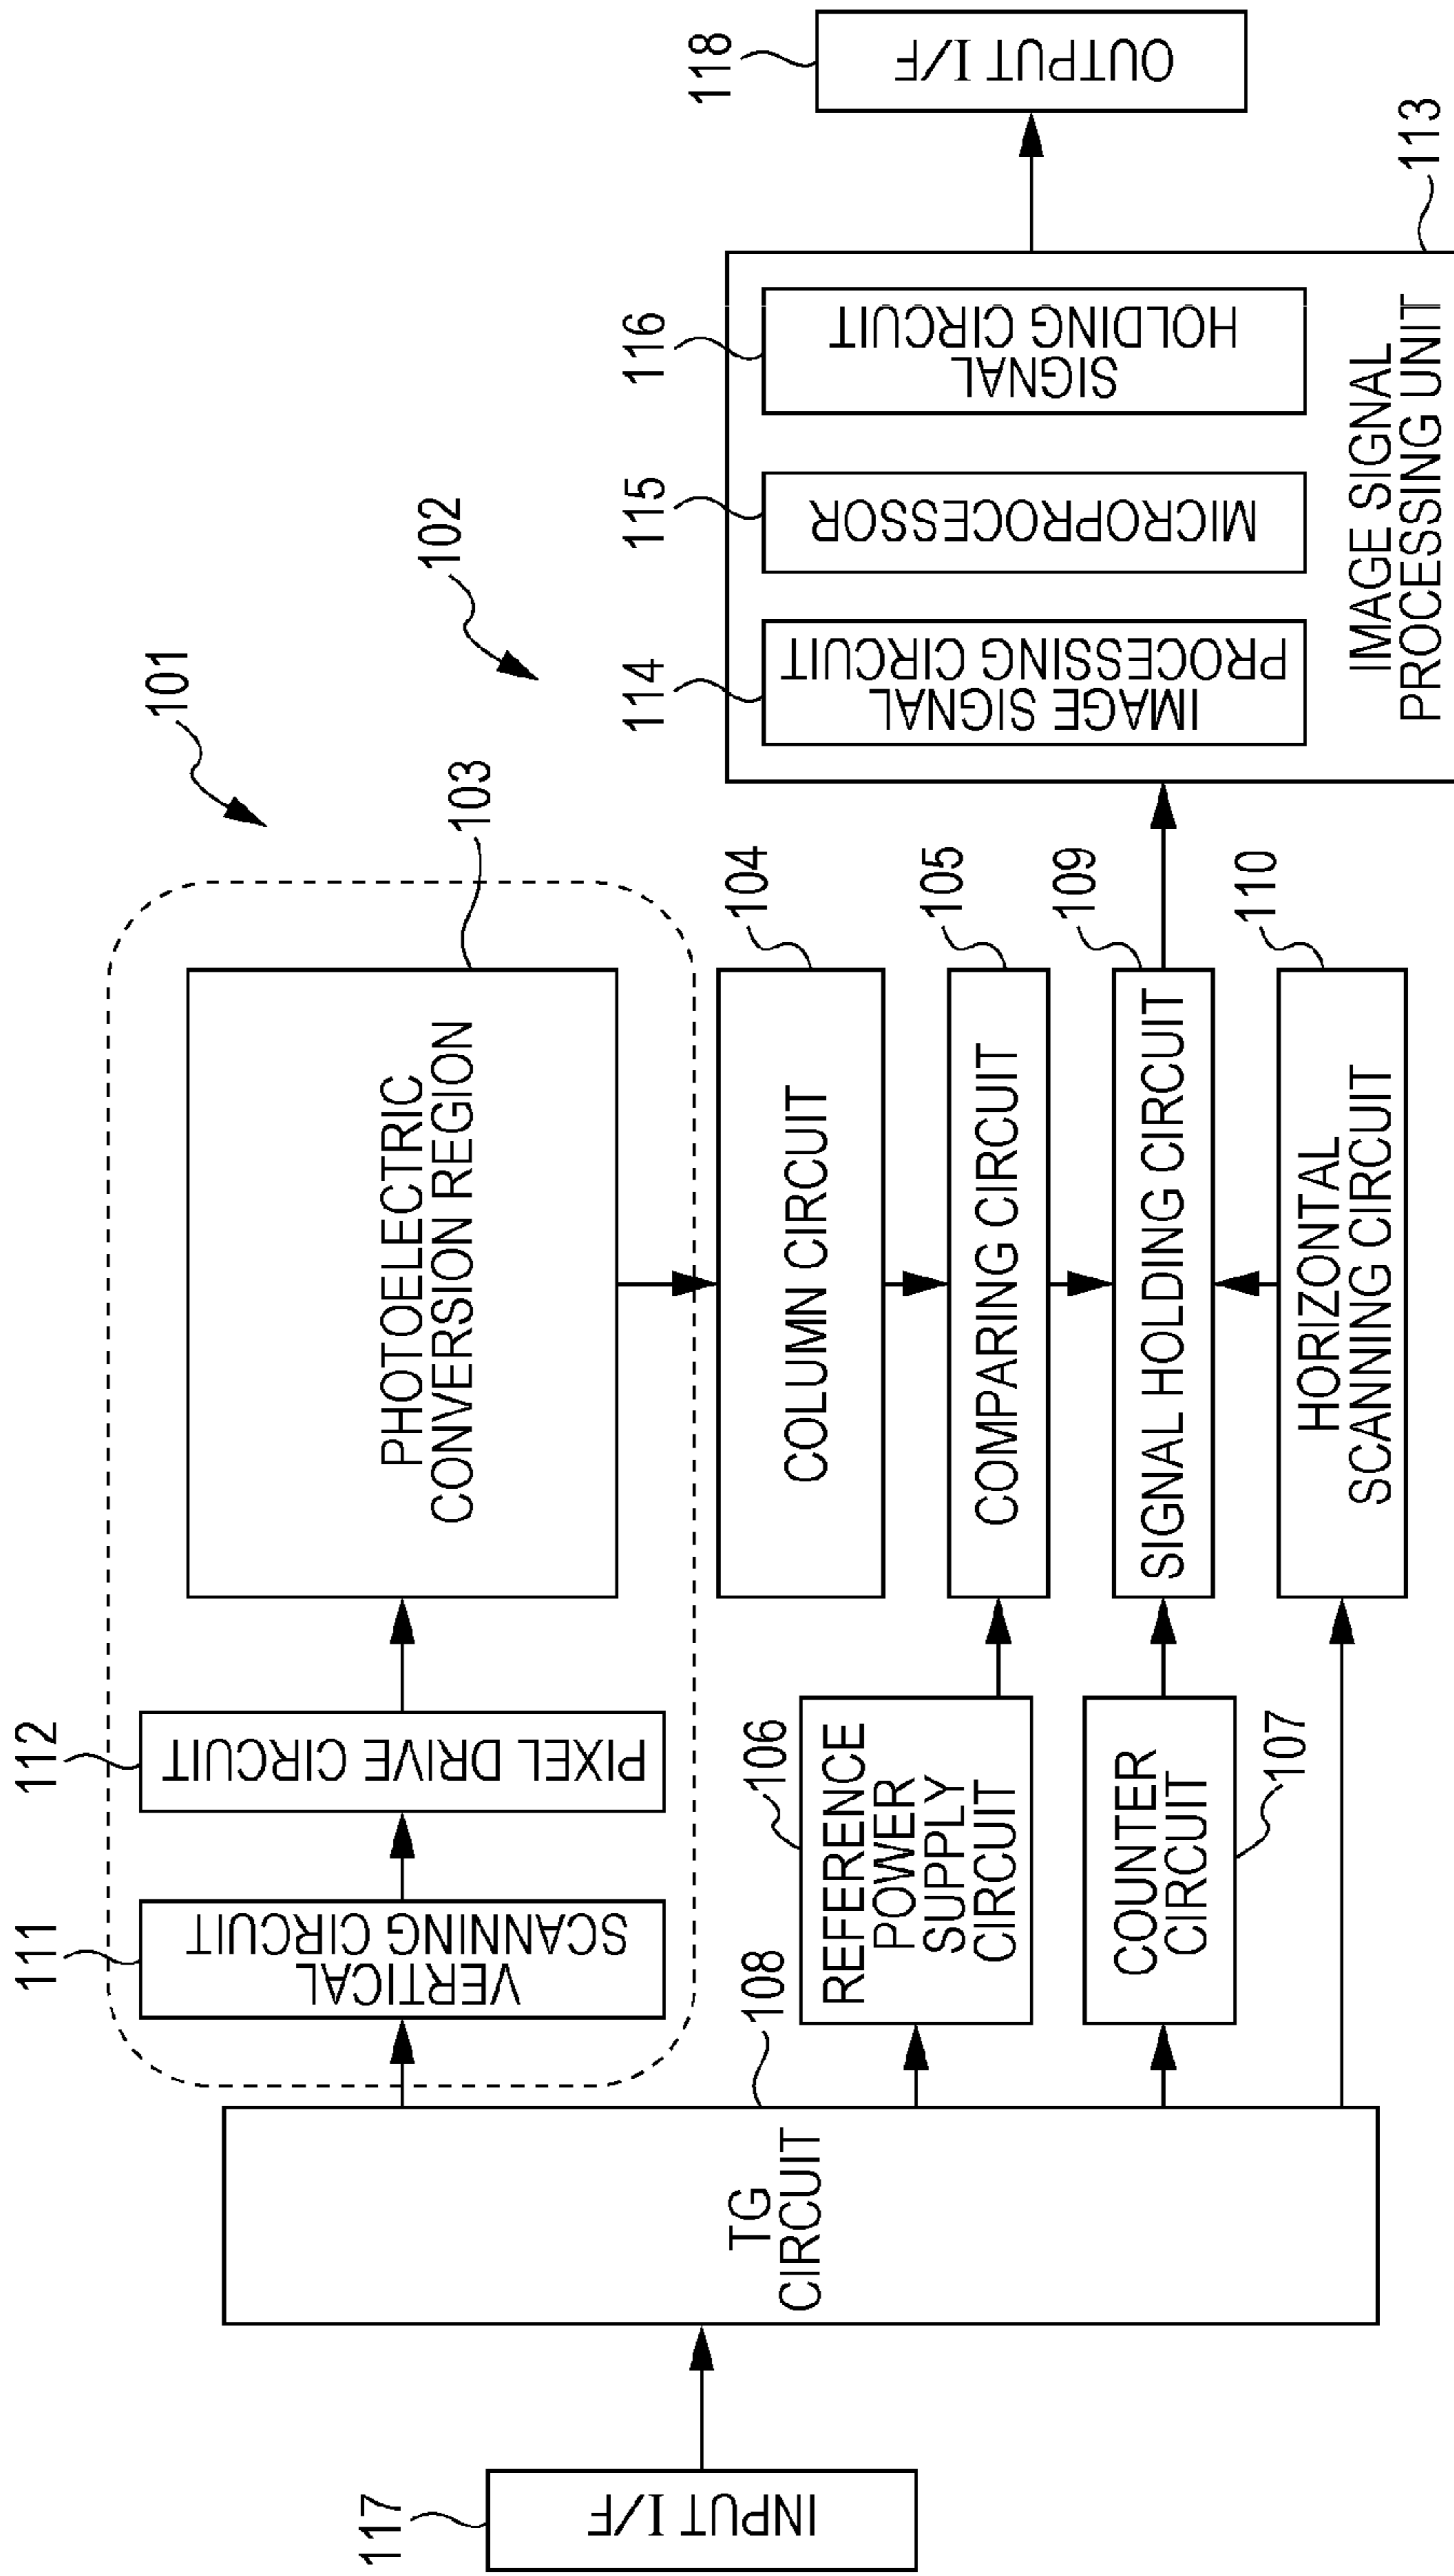 101
102
111
VERTICAL
SCANNING CIRCUIT
112
PIXEL DRIVE CIRCUIT
PHOTOELECTRIC
CONVERSION REGION
103
117
INPUT I/F
TG
CIRCUIT
108
REFERENCE
POWER
SUPPLY
CIRCUIT
106
COUNTER
CIRCUIT
107
COLUMN CIRCUIT
104
COMPARING CIRCUIT
105
SIGNAL HOLDING CIRCUIT
109
HORIZONTAL
SCANNING CIRCUIT
110
114
IMAGE SIGNAL
PROCESSING CIRCUIT
115
MICROPROCESSOR
116
SIGNAL
HOLDING CIRCUIT
IMAGE SIGNAL
PROCESSING UNIT
113
118
OUTPUT I/F